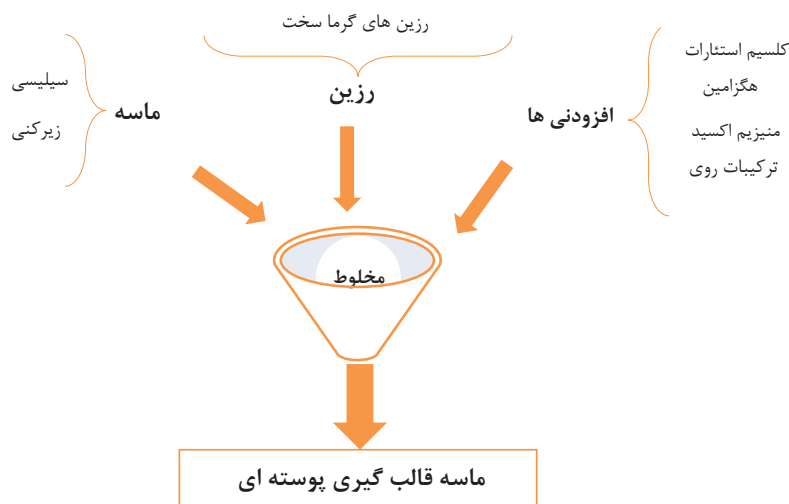 رزین های گرما سخت
رزین
کلسیم استئارات
هگزامین
منیزیم اکسید
ترکیبات روی
افزودنی ها
ماسه
سیلیسی
زیرکنی
مخلوط
ماسه قالب گیری پوسته ای